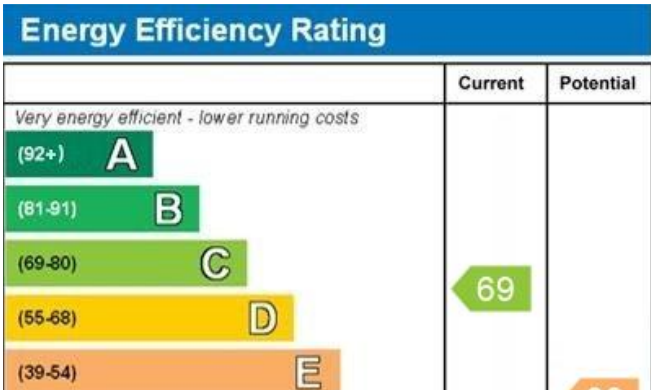 Energy Efficiency Rating
Current Potential
Very energy efficient - lower running costs
(92+) A
(81-91) B
(69-80) C
69
(55-68) D
(39-54) E